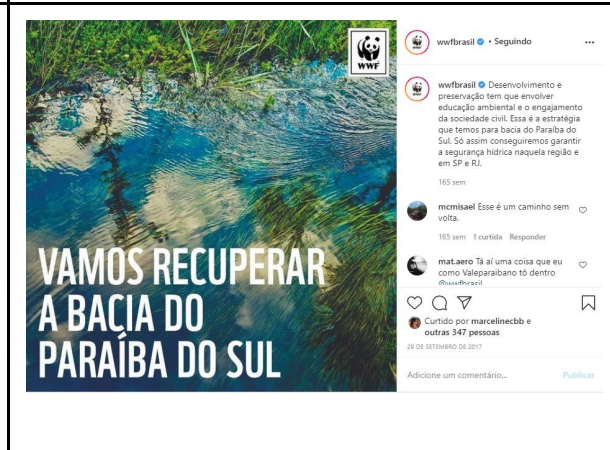 WWF
VAMOS RECUPERAR
A BACIA DO
PARAÍBA DO SUL
wwfbrasil • Seguindo
wwfbrasil Desenvolvimento e
preservação tem que envolver
educação ambiental e o engajamento
da sociedade civil. Essa é a estratégia
que temos para bacia do Paraíba do
Sul. Só assim conseguiremos garantir
a segurança hídrica naquela região e
em SP e RJ.
165 sem
mcmisael Esse é um caminho sem
volta.
165 sem 1 curtida Responder
mat.aero Tá aí uma coisa que eu
como Valeparaibano tô dentro
@wwfbrasil
Curtido por marcelinecbb e
outras 347 pessoas
29 DE SETEMBRO DE 2017
Adicione um comentário... Publicar